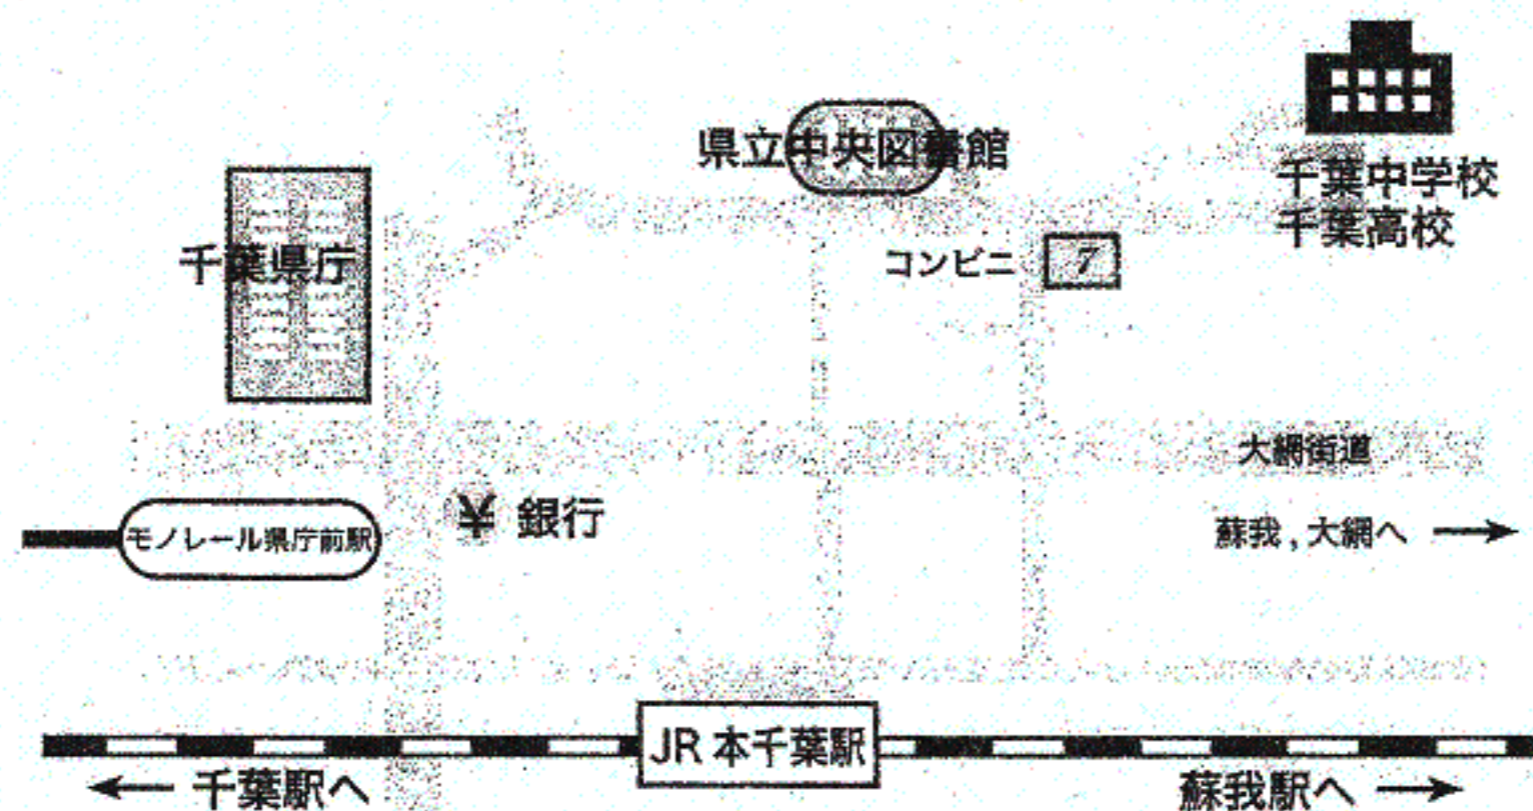 県立中央図書館
千葉中学校
千葉高校
千葉県庁
コンビニ
7
大網街道
モノレール県庁前駅
¥ 銀行
蘇我,大網へ →
JR 本千葉駅
← 千葉駅へ
蘇我駅へ →